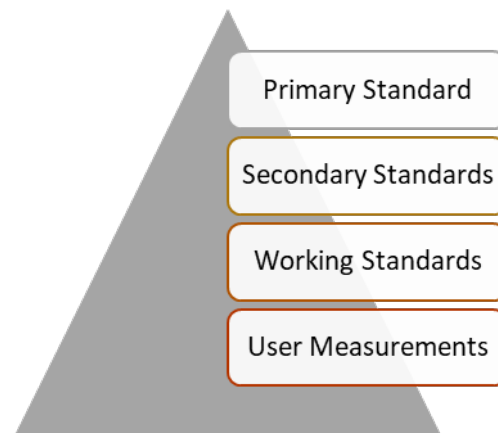 Primary Standard
Secondary Standards
Working Standards
User Measurements